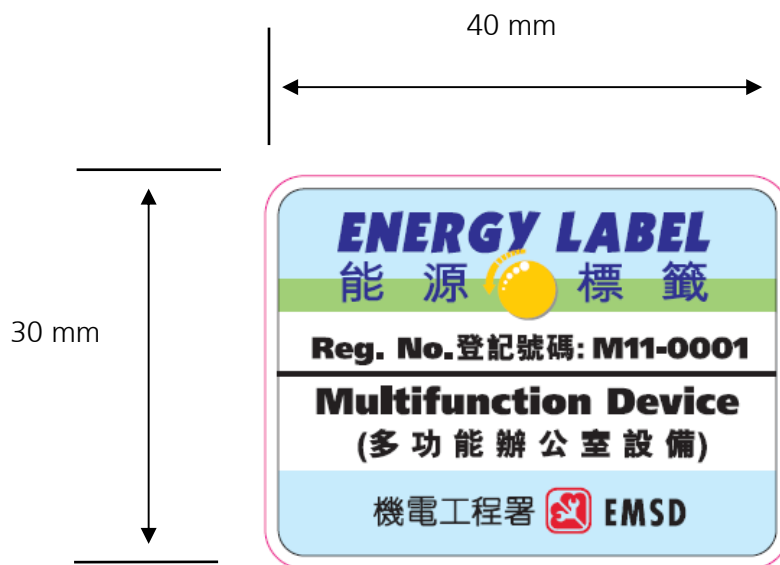 40 mm
ENERGY LABEL
能源標籤
30 mm
Reg. No.登記號碼: M11-0001
Multifunction Device
(多功能辦公室設備)
機電工程署 EMSD